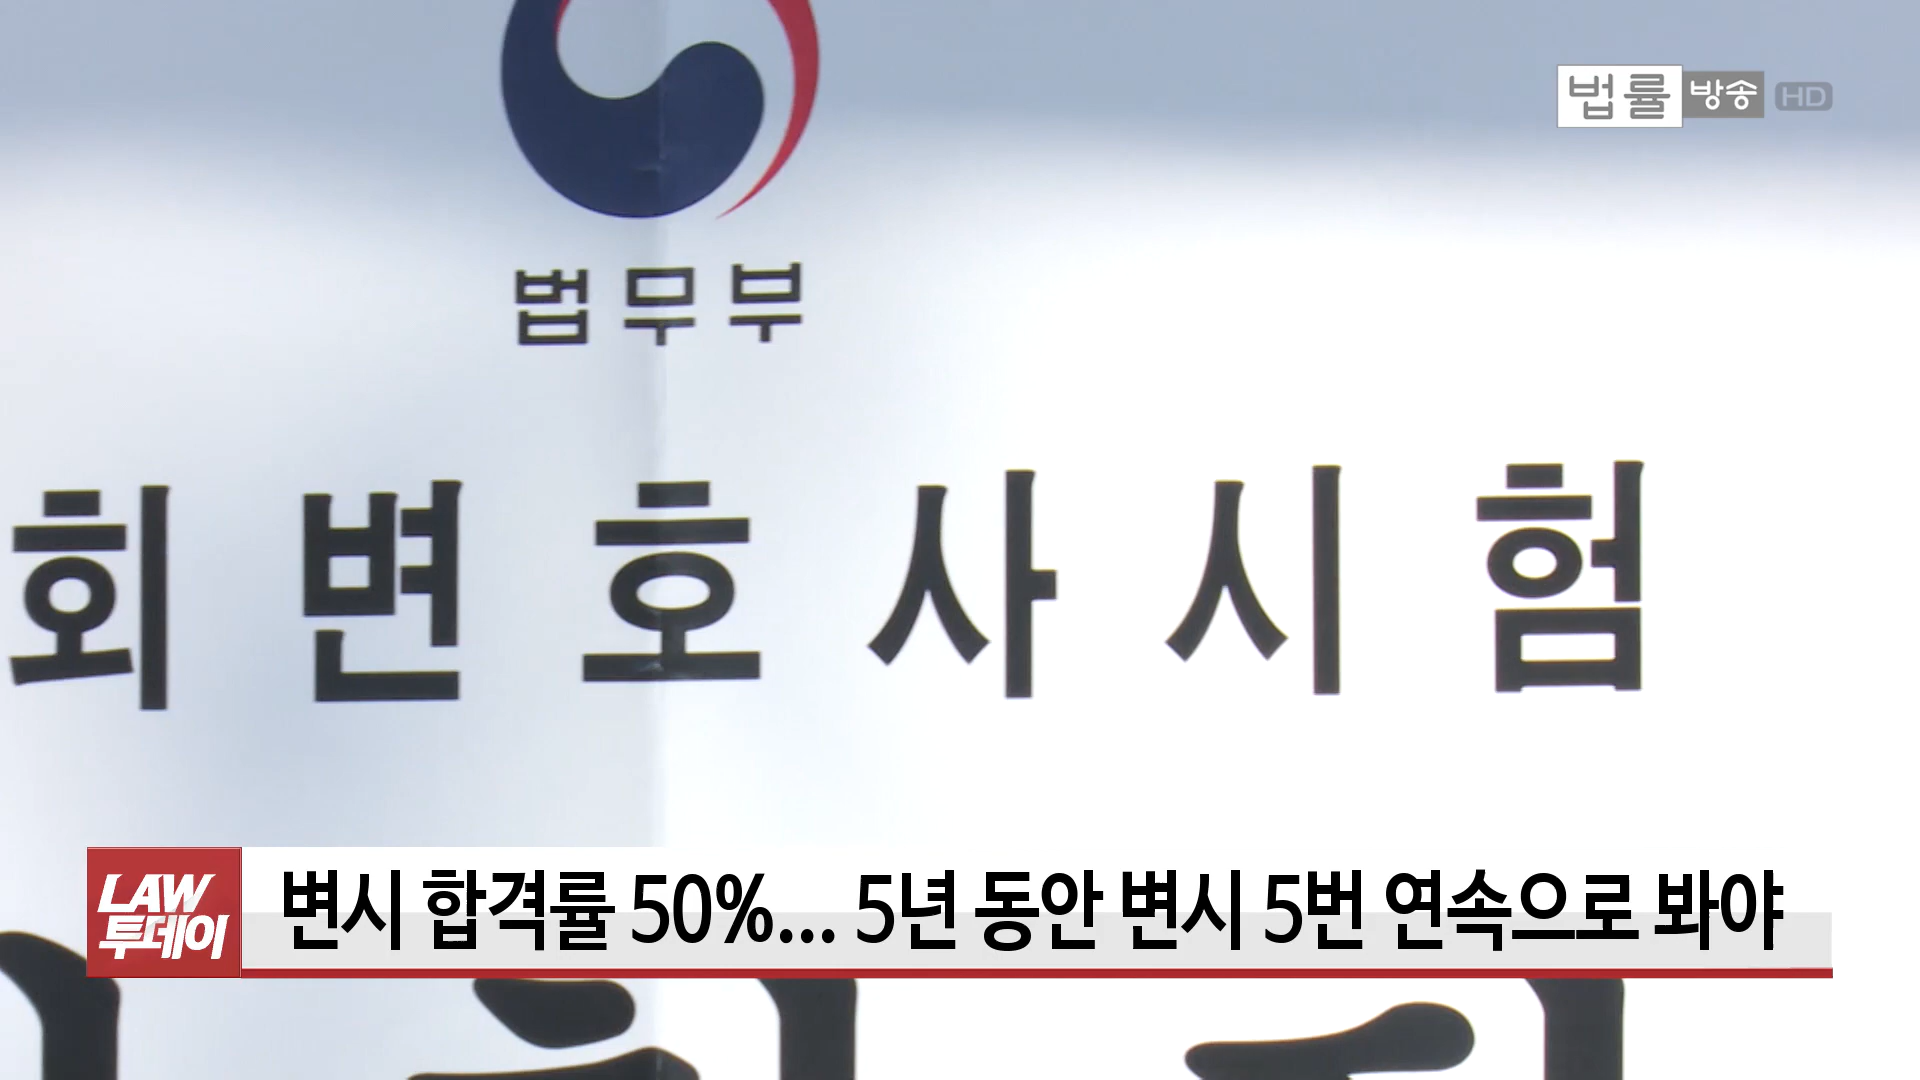 법률방송 HD
법무부
회 변호사시험
LAW
투데이
변시 합격률 50%... 5년 동안 변시 5번 연속으로 봐야